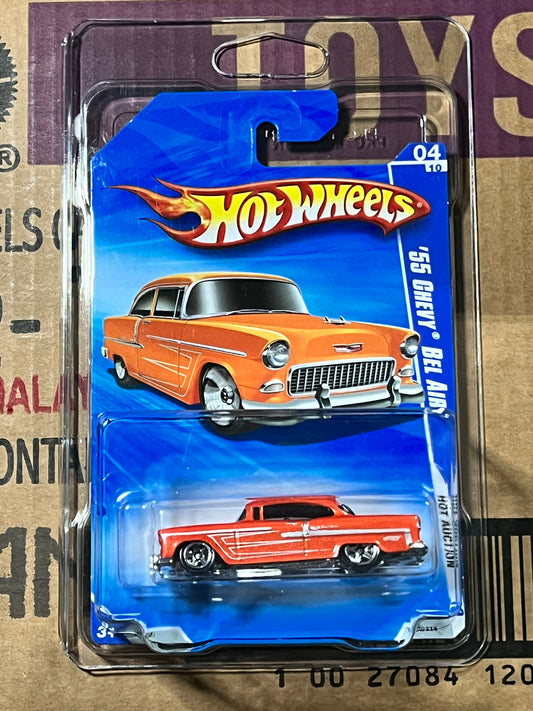 TOYS
®
ELS
HOT WHEELS
04
10
'55 CHEVY® BEL AIR®
HOT AUCTION
ALAY
ONTA
AN
3+
1 00 27084 120